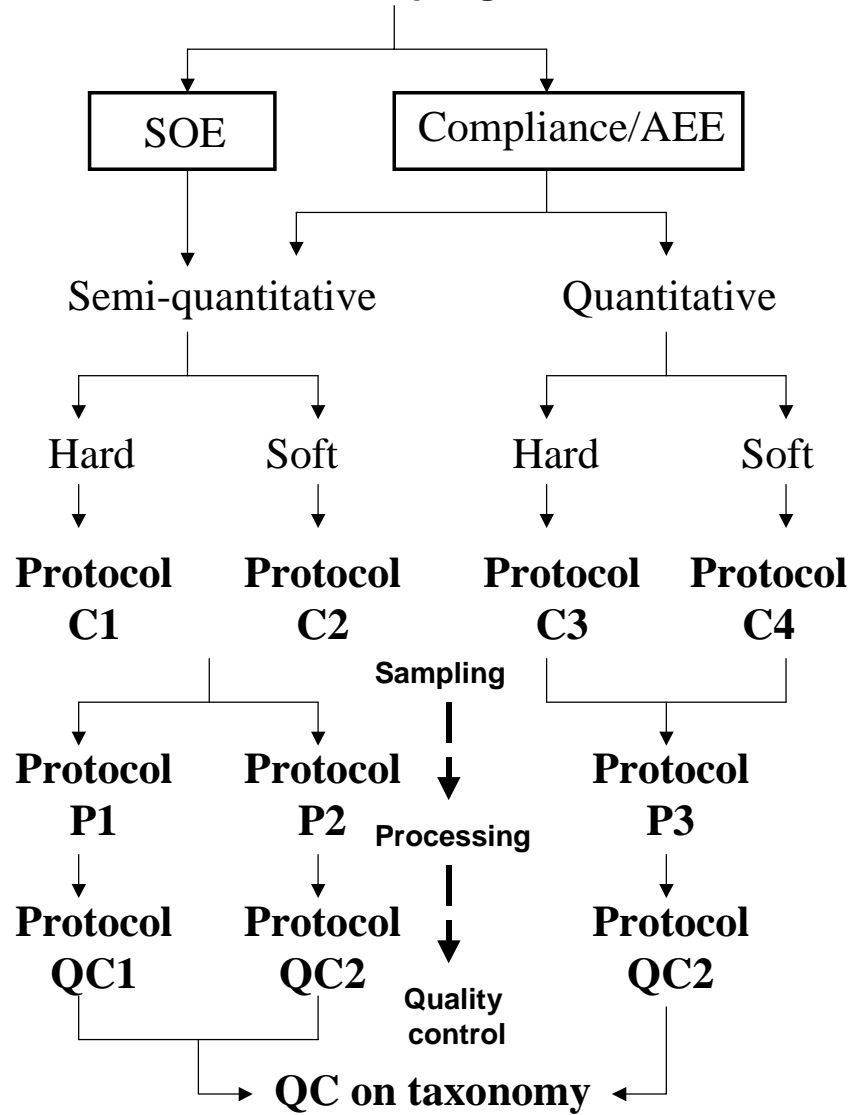 SOE
Compliance/AEE
Semi-quantitative
Quantitative
Hard
Soft
Hard
Soft
Protocol
C1
Protocol
C2
Protocol
C3
Protocol
C4
Sampling
Protocol
P1
Protocol
P2
Protocol
P3
Processing
Protocol
QC1
Protocol
QC2
Protocol
QC2
Quality
control
QC on taxonomy